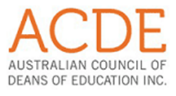 ACDE
AUSTRALIAN COUNCIL OF
DEANS OF EDUCATION INC.